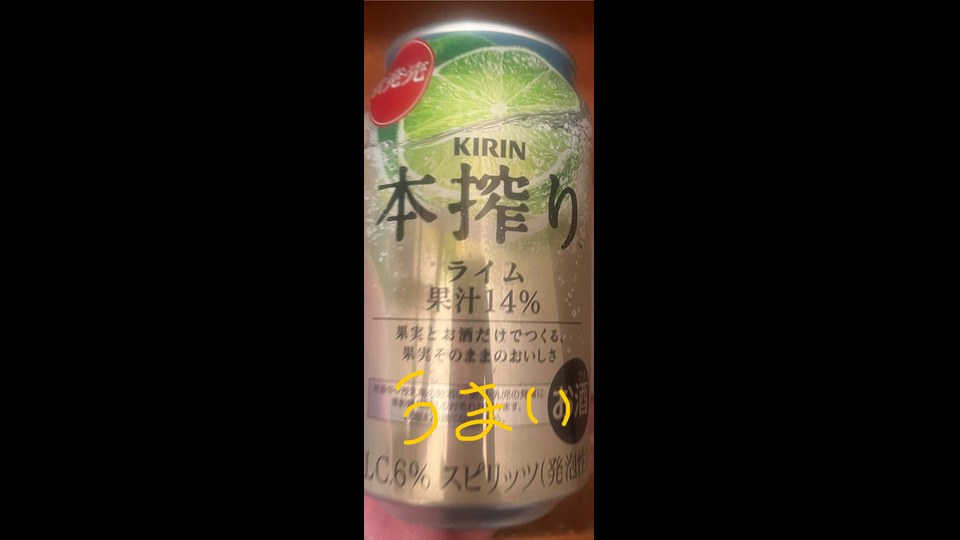 新発売
KIRIN
本搾り
ライム
果汁14%
果実とお酒だけでつくる、
果実そのままのおいしさ
うまい
お酒
LC.6% スピリッツ(発泡性